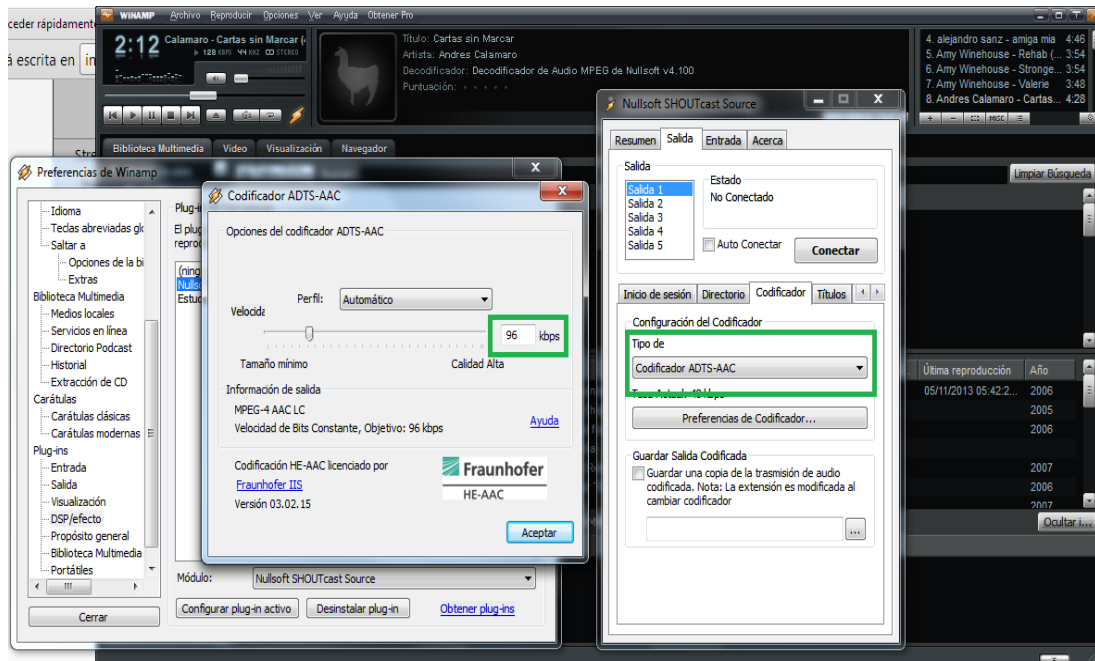 ceder rápidament
á escrita en in
WINAMP Archivo Reproducir Opciones Ver Ayuda Obtener Pro
2:12 Calamaro - Cartas sin Marcar (
128 KBPS 44 KHZ STEREO
Título: Cartas sin Marcar
Artista: Andres Calamaro
Decodificador: Decodificador de Audio MPEG de Nullsoft v4.100
Puntuación:
4. alejandro sanz - amiga mia 4:46
5. Amy Winehouse - Rehab (... 3:54
6. Amy Winehouse - Stronge... 3:54
7. Amy Winehouse - Valerie 3:48
8. Andres Calamaro - Cartas... 4:28
MISC
Biblioteca Multimedia Video Visualización Navegador
Limpiar Búsqueda
Última reproducción Año
05/11/2013 05:42:2... 2006
2005
2006
2007
2006
2007
Ocultar i...
Preferencias de Winamp
Idioma
Teclas abreviadas glo
Saltar a
Opciones de la bi
Extras
Biblioteca Multimedia
Medios locales
Servicios en línea
Directorio Podcast
Historial
Extracción de CD
Carátulas
Carátulas clásicas
Carátulas modernas
Plug-ins
Entrada
Salida
Visualización
DSP/efecto
Propósito general
Biblioteca Multimedia
Portátiles
Cerrar
Plug-i
El plug
reprod
(ning
Nulls
Estud
Módulo: Nullsoft SHOUTcast Source
Configurar plug-in activo Desinstalar plug-in Obtener plug-ins
Codificador ADTS-AAC
Opciones del codificador ADTS-AAC
Perfil: Automático
Velocida
96 kbps
Tamaño mínimo Calidad Alta
Información de salida
MPEG-4 AAC LC
Velocidad de Bits Constante, Objetivo: 96 kbps
Ayuda
Codificación HE-AAC licenciado por
Fraunhofer IIS
Versión 03.02.15
Fraunhofer
HE-AAC
Aceptar
Nullsoft SHOUTcast Source
Resumen Salida Entrada Acerca
Salida
Salida 1
Salida 2
Salida 3
Salida 4
Salida 5
Estado
No Conectado
Auto Conectar Conectar
Inicio de sesión Directorio Codificador Títulos
Configuración del Codificador
Tipo de
Codificador ADTS-AAC
Preferencias de Codificador...
Guardar Salida Codificada
Guardar una copia de la trasmisión de audio
codificada. Nota: La extensión es modificada al
cambiar codificador
...